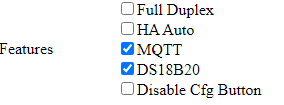 Full Duplex
HA Auto
Features
MQTT
DS18B20
Disable Cfg Button